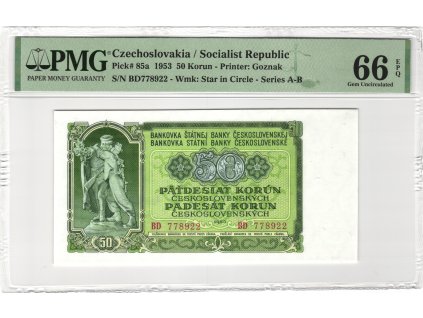 PMG
PAPER MONEY GUARANTY
Czechoslovakia / Socialist Republic
Pick# 85a 1953 50 Korun - Printer: Goznak
S/N BD778922 - Wmk: Star in Circle - Series A-B
66 EPQ
Gem Uncirculated
BANKOVKA ŠTÁTNEJ BANKY ČESKOSLOVENSKEJ
BANKOVKA STÁTNÍ BANKY ČESKOSLOVENSKÉ
50
PÄŤDESIAT KORÚN
ČESKOSLOVENSKÝCH
PADESÁT KORUN
ČESKOSLOVENSKÝCH
1953
BD 778922 BD 778922
50